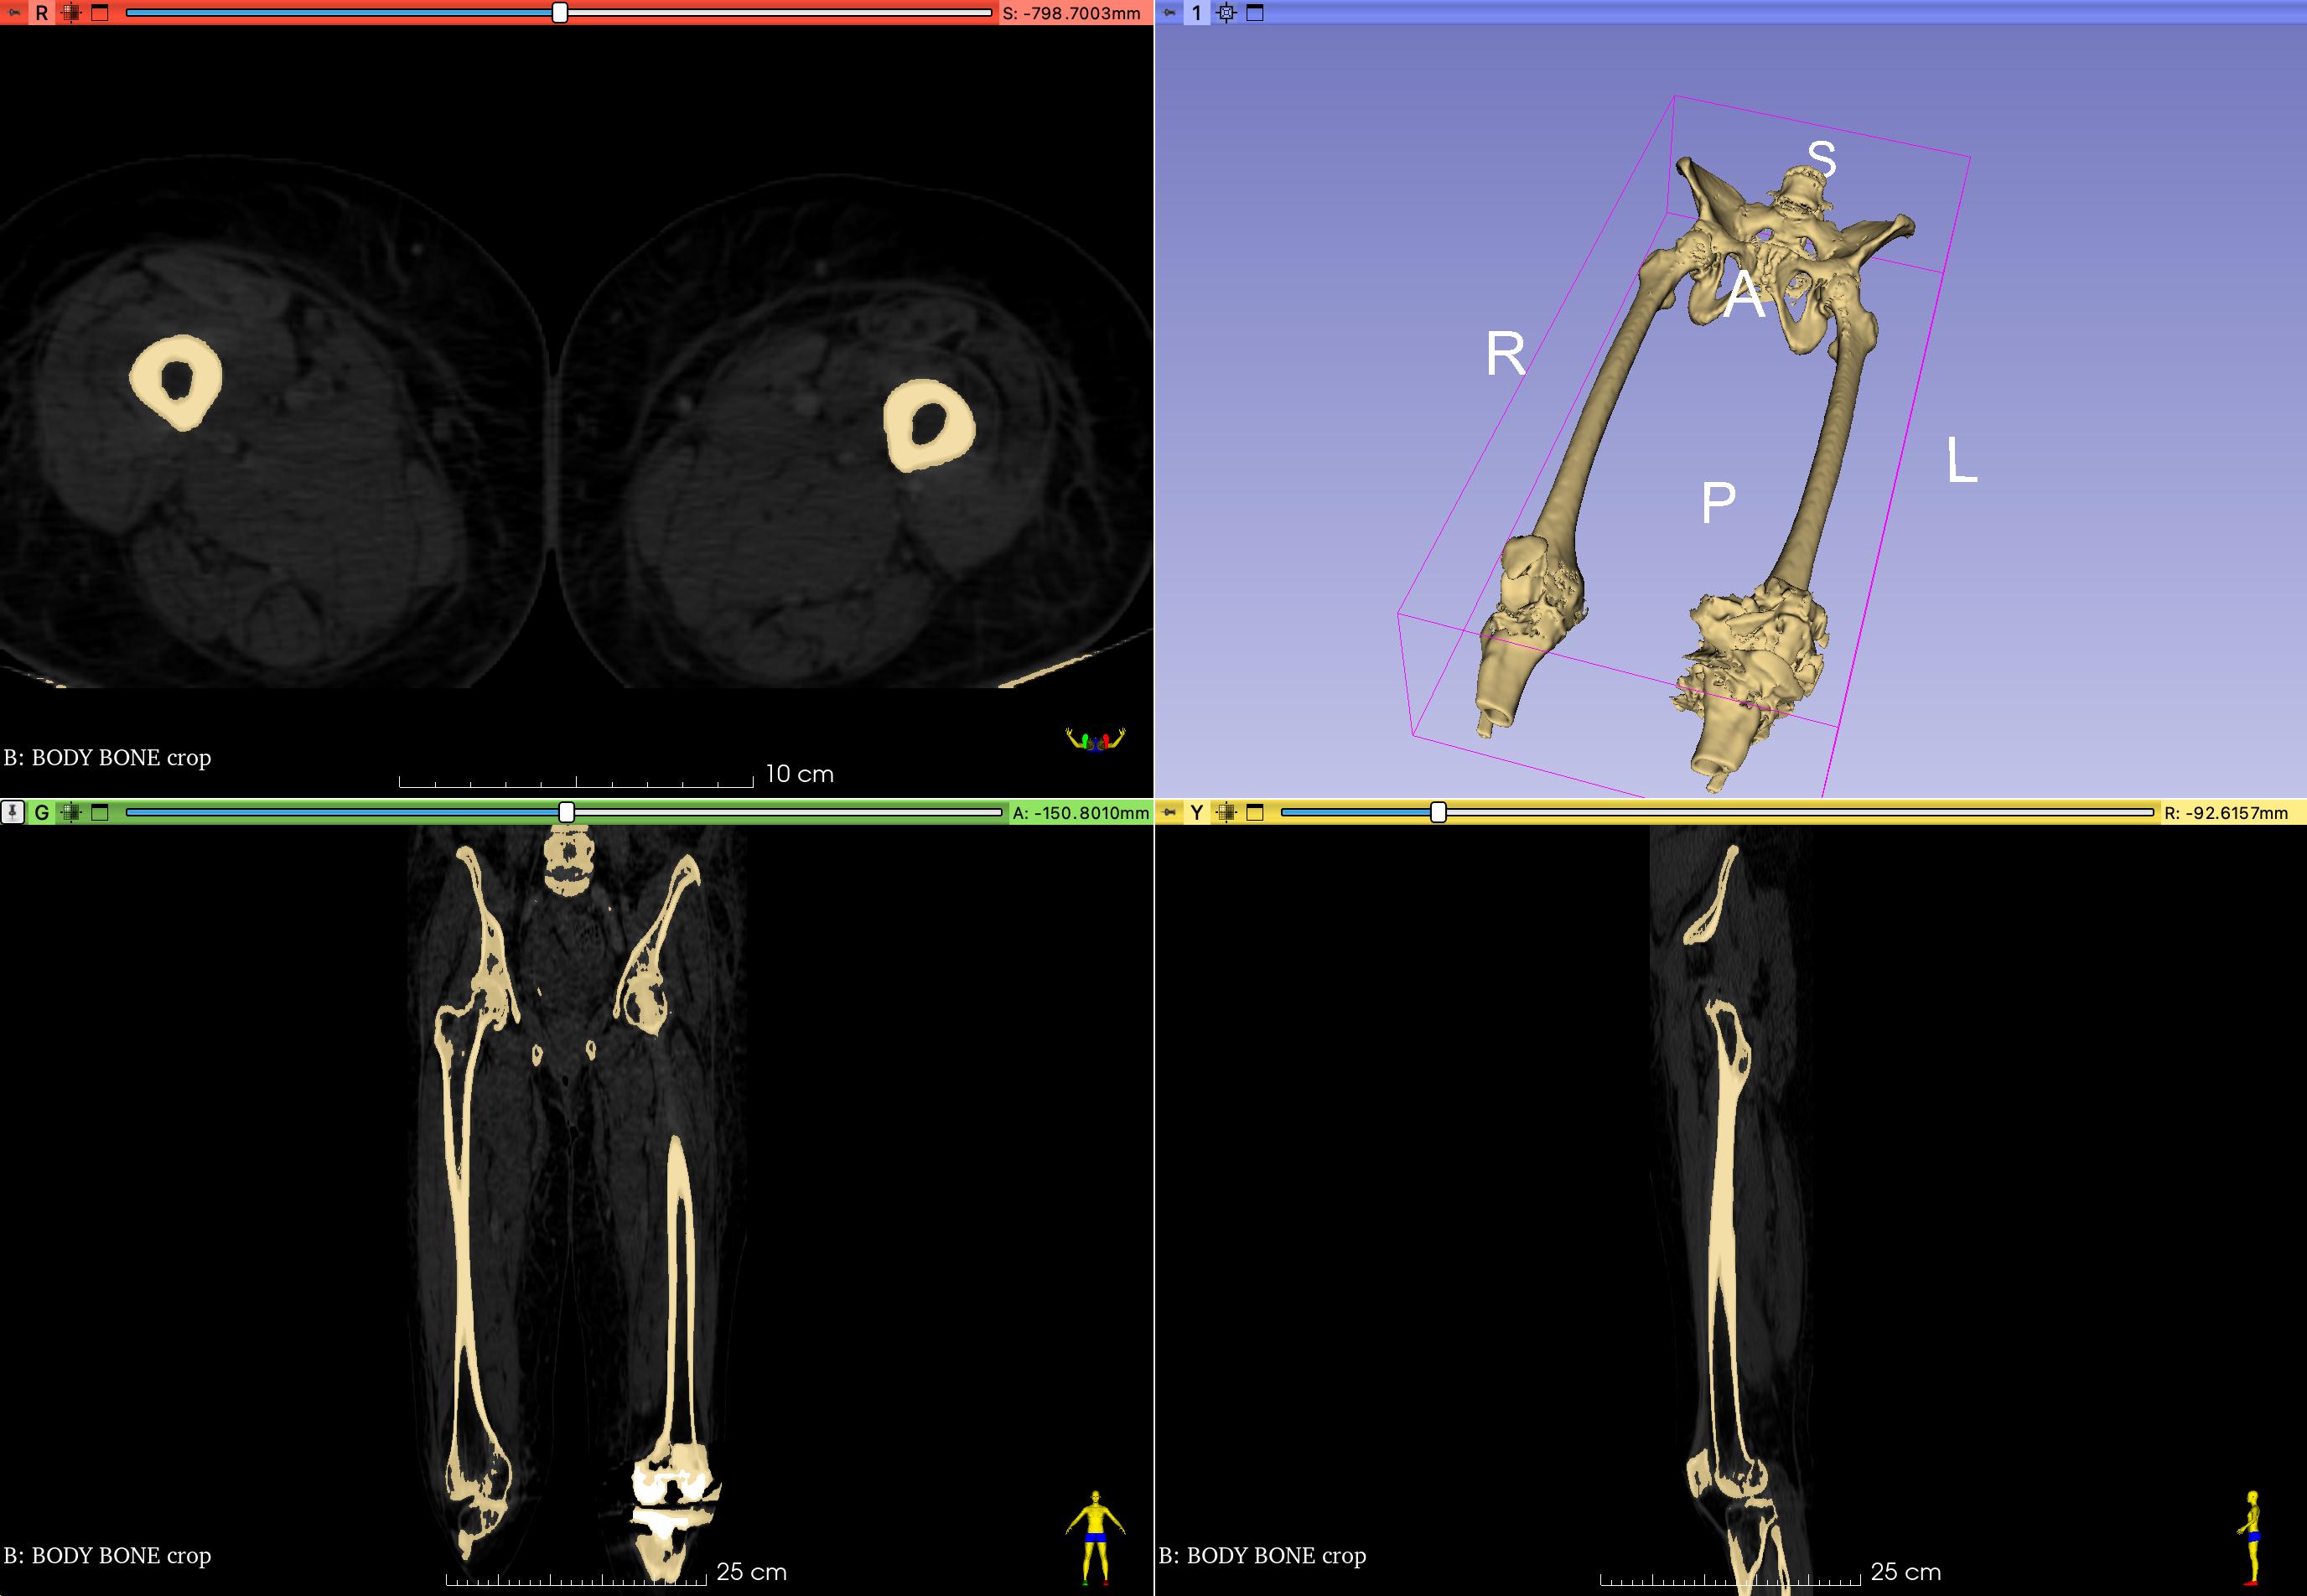 R
S: -798.7003mm
B: BODY BONE crop
10 cm
1
S
A
R
L
P
G
A: -150.8010mm
B: BODY BONE crop
25 cm
Y
R: -92.6157mm
B: BODY BONE crop
25 cm